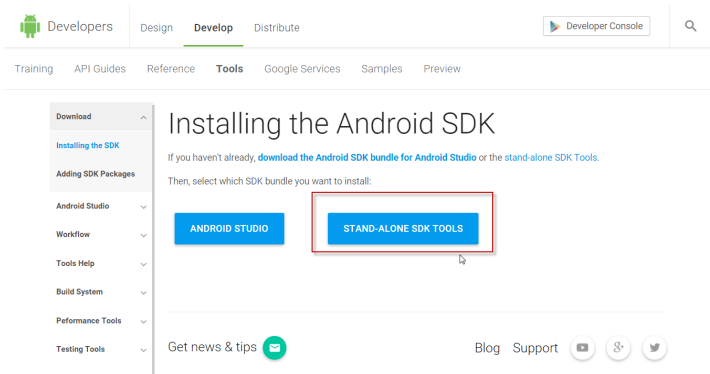 Developers
Design Develop Distribute
Developer Console
Training API Guides Reference Tools Google Services Samples Preview
Download
Installing the SDK
Adding SDK Packages
Android Studio
Workflow
Tools Help
Build System
Peformance Tools
Testing Tools
Installing the Android SDK
If you haven't already, download the Android SDK bundle for Android Studio or the stand-alone SDK Tools.
Then, select which SDK bundle you want to install:
ANDROID STUDIO
STAND-ALONE SDK TOOLS
Get news & tips
Blog Support
8+